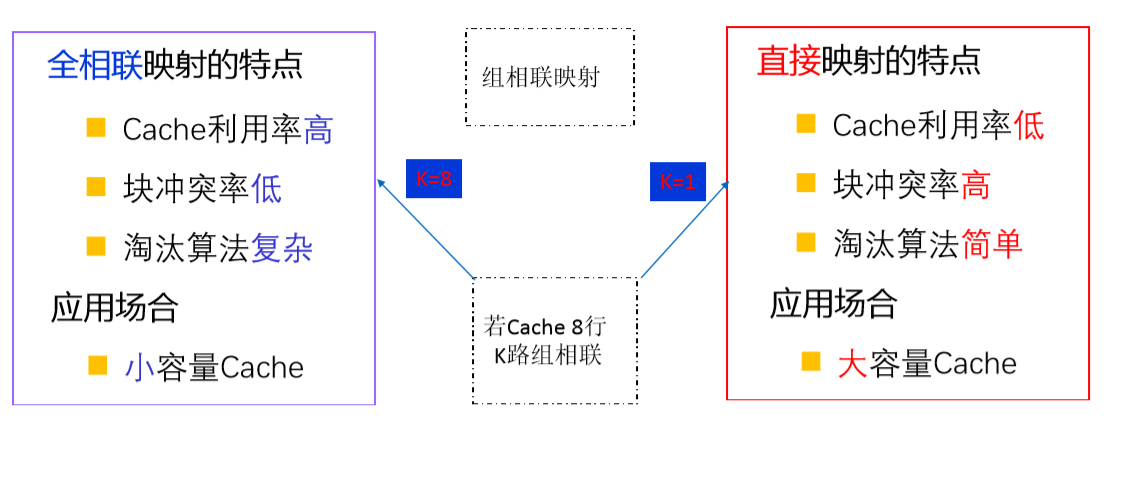 全相联映射的特点
Cache利用率高
块冲突率低
淘汰算法复杂
应用场合
小容量Cache
组相联映射
K=8
K=1
若Cache 8行
K路组相联
直接映射的特点
Cache利用率低
块冲突率高
淘汰算法简单
应用场合
大容量Cache